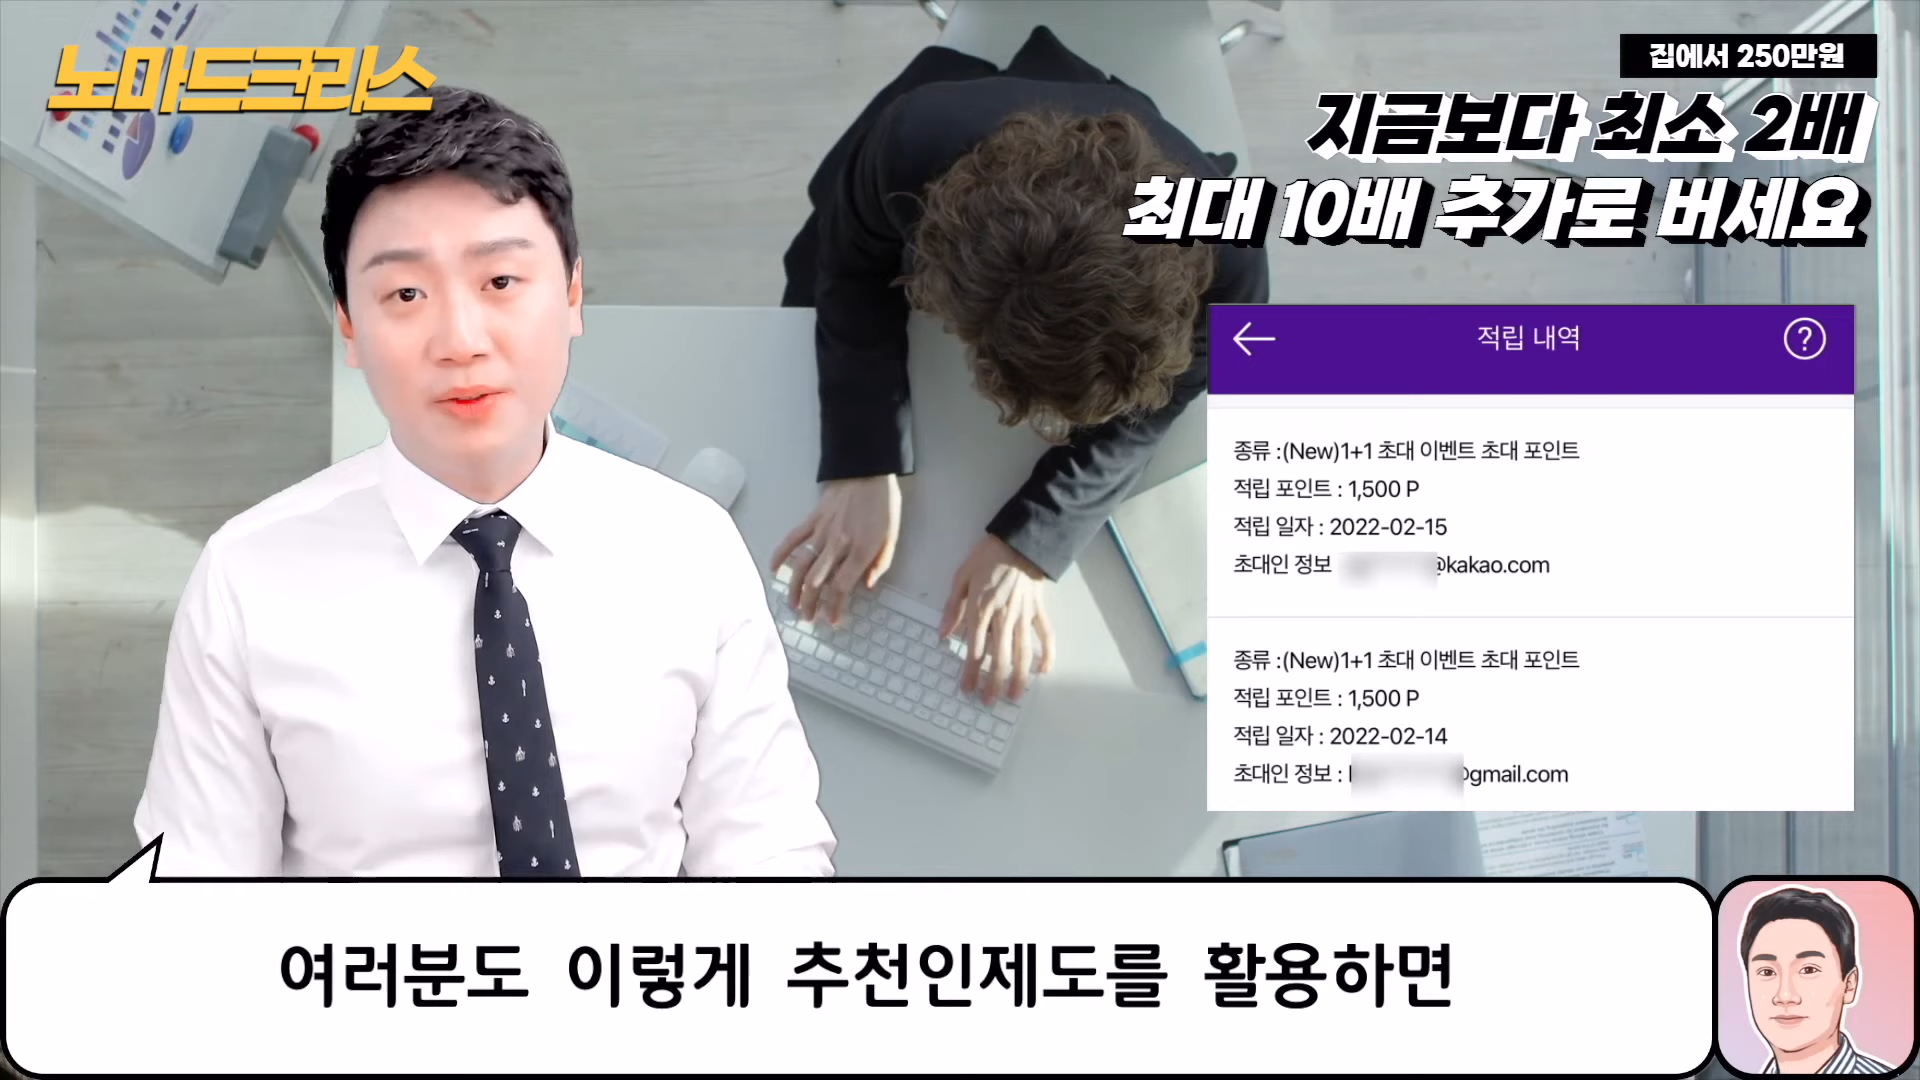 노마드크리스
집에서 250만원
지금보다 최소 2배
최대 10배 추가로 버세요
적립 내역
?
종류 :(New)1+1 초대 이벤트 초대 포인트
적립 포인트 : 1,500 P
적립 일자 : 2022-02-15
초대인 정보 @kakao.com
종류 :(New)1+1 초대 이벤트 초대 포인트
적립 포인트 : 1,500 P
적립 일자 : 2022-02-14
초대인 정보 : @gmail.com
여러분도 이렇게 추천인제도를 활용하면